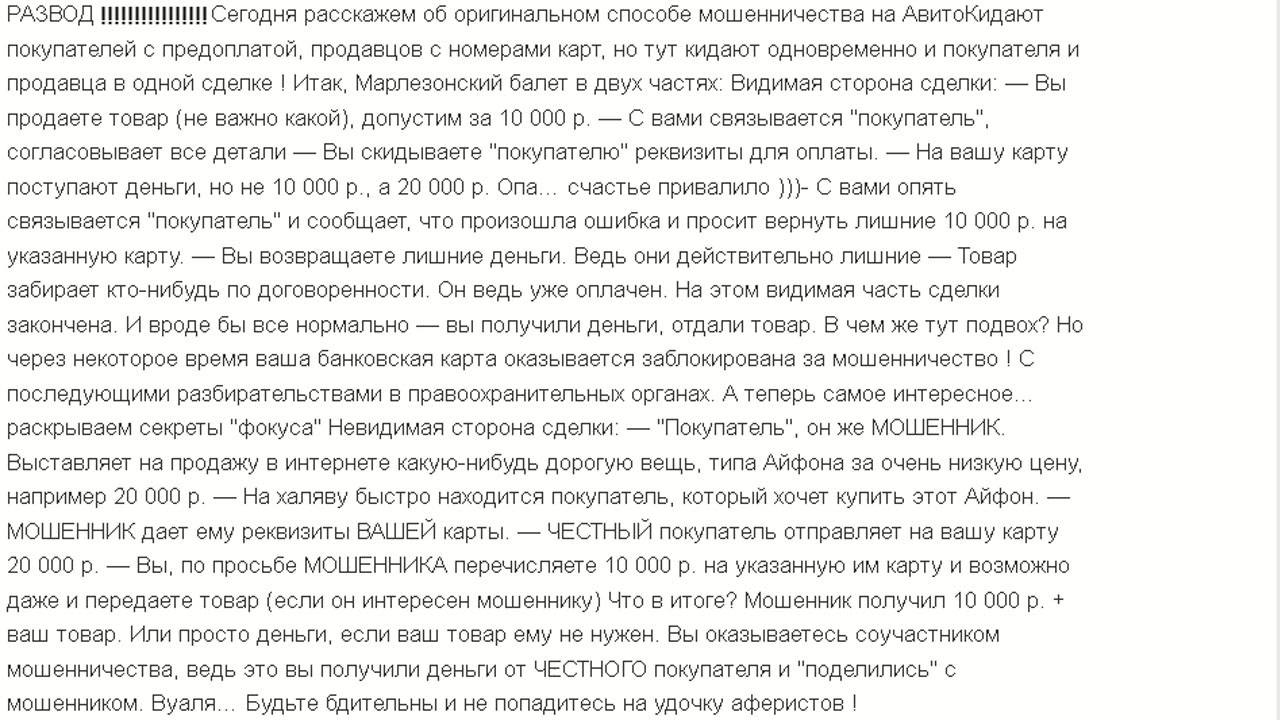 РАЗВОД !!!!!!!!!!!!!!!!! Сегодня расскажем об оригинальном способе мошенничества на АвитоКидают
покупателей с предоплатой, продавцов с номерами карт, но тут кидают одновременно и покупателя и
продавца в одной сделке ! Итак, Марлезонский балет в двух частях: Видимая сторона сделки: — Вы
продаете товар (не важно какой), допустим за 10 000 р. — С вами связывается "покупатель",
согласовывает все детали — Вы скидываете "покупателю" реквизиты для оплаты. — На вашу карту
поступают деньги, но не 10 000 р., а 20 000 р. Опа... счастье привалило )))- С вами опять
связывается "покупатель" и сообщает, что произошла ошибка и просит вернуть лишние 10 000 р. на
указанную карту. — Вы возвращаете лишние деньги. Ведь они действительно лишние — Товар
забирает кто-нибудь по договоренности. Он ведь уже оплачен. На этом видимая часть сделки
закончена. И вроде бы все нормально — вы получили деньги, отдали товар. В чем же тут подвох? Но
через некоторое время ваша банковская карта оказывается заблокирована за мошенничество ! С
последующими разбирательствами в правоохранительных органах. А теперь самое интересное...
раскрываем секреты "фокуса" Невидимая сторона сделки: — "Покупатель", он же МОШЕННИК.
Выставляет на продажу в интернете какую-нибудь дорогую вещь, типа Айфона за очень низкую цену,
например 20 000 р. — На халяву быстро находится покупатель, который хочет купить этот Айфон. —
МОШЕННИК дает ему реквизиты ВАШЕЙ карты. — ЧЕСТНЫЙ покупатель отправляет на вашу карту
20 000 р. — Вы, по просьбе МОШЕННИКА перечисляете 10 000 р. на указанную им карту и возможно
даже и передаете товар (если он интересен мошеннику) Что в итоге? Мошенник получил 10 000 р. +
ваш товар. Или просто деньги, если ваш товар ему не нужен. Вы оказываетесь соучастником
мошенничества, ведь это вы получили деньги от ЧЕСТНОГО покупателя и "поделились" с
мошенником. Вуаля... Будьте бдительны и не попадитесь на удочку аферистов !